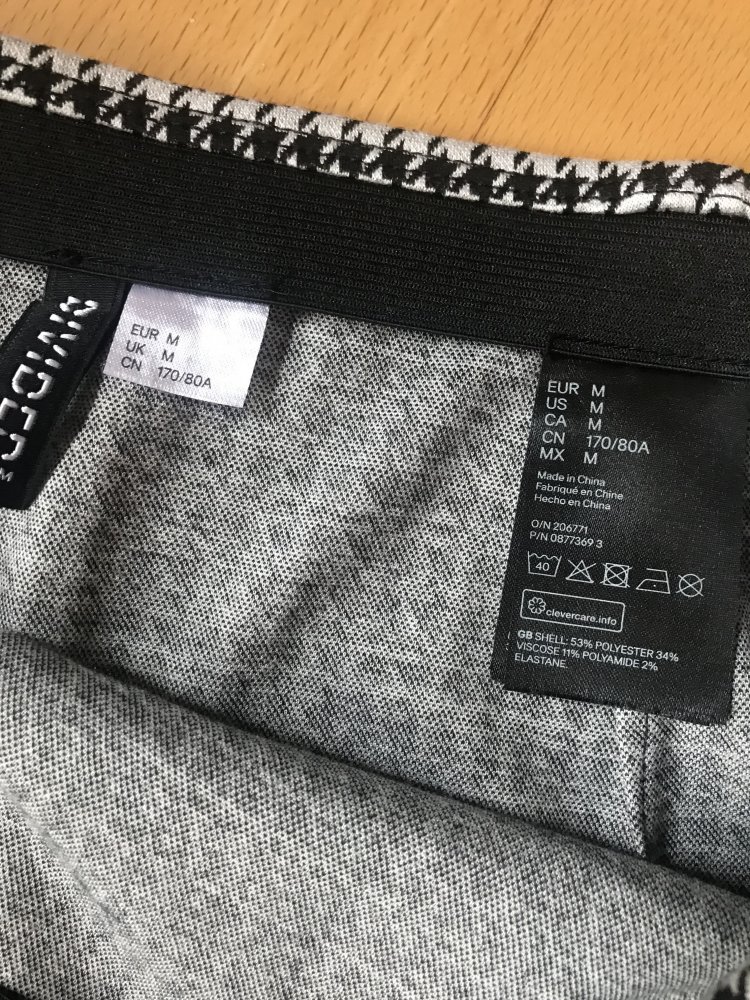 DIVIDED
M
EUR M
UK M
CN 170/80A
EUR M
US M
CA M
CN 170/80A
MX M
Made in China
Fabriqué en Chine
Hecho en China
O/N 206771
P/N 0877369 3
40
clevercare.info
GB SHELL: 53% POLYESTER 34%
VISCOSE 11% POLYAMIDE 2%
ELASTANE.